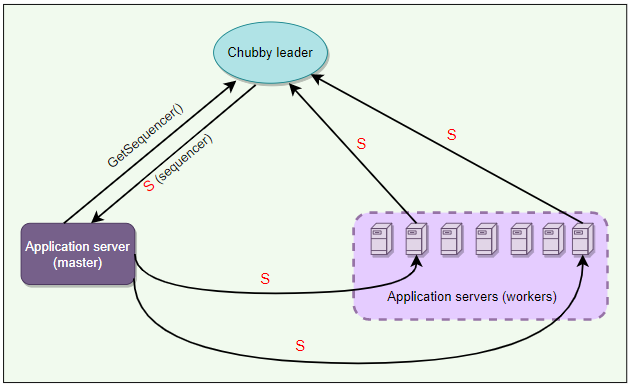 Chubby leader
GetSequencer()
S (sequencer)
S
S
Application server
(master)
Application servers (workers)
S
S